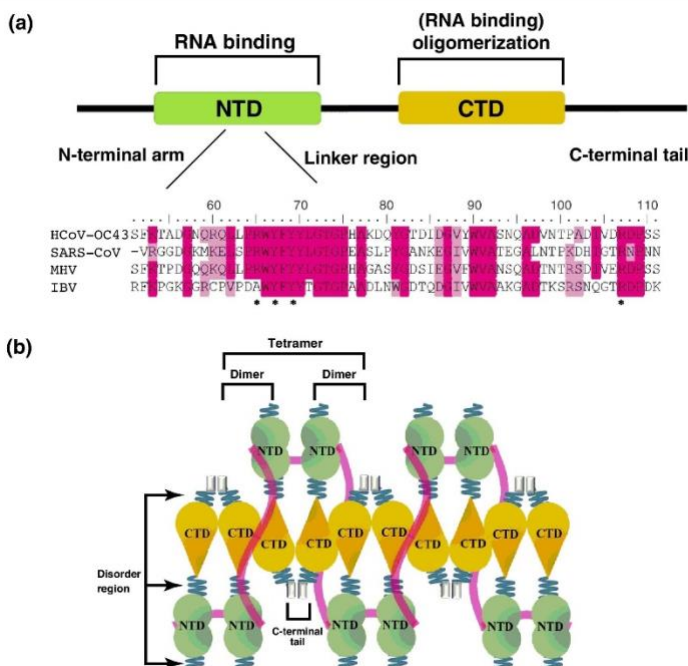 (a)
RNA binding
(RNA binding)
oligomerization
NTD
CTD
N-terminal arm
Linker region
C-terminal tail
60 70 80 90 100 110
HCoV-OC43
SARS-CoV
MHV
IBV
* * * *
(b)
Tetramer
Dimer Dimer
NTD NTD NTD NTD
CTD CTD CTD CTD CTD CTD CTD CTD CTD CTD
Disorder
region
NTD NTD NTD NTD NTD NTD
C-terminal
tail